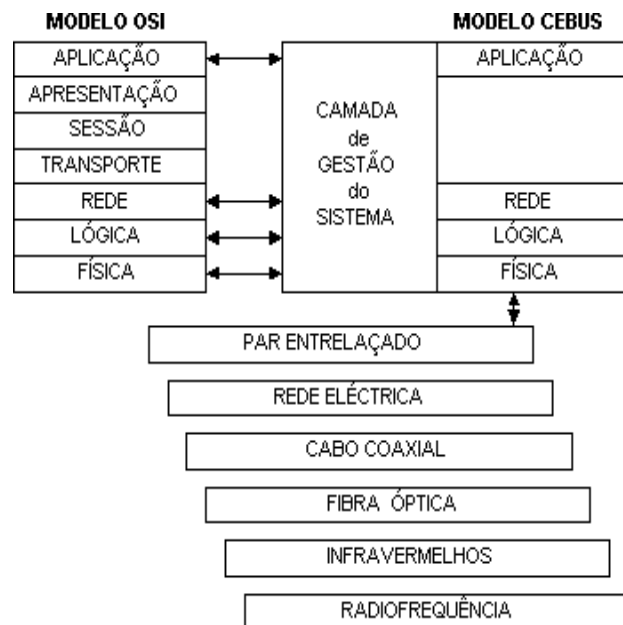 MODELO OSI
MODELO CEBUS
APLICAÇÃO
APRESENTAÇÃO
SESSÃO
TRANSPORTE
REDE
LÓGICA
FÍSICA
CAMADA
de
GESTÃO
do
SISTEMA
APLICAÇÃO
REDE
LÓGICA
FÍSICA
PAR ENTRELAÇADO
REDE ELÉCTRICA
CABO COAXIAL
FIBRA ÓPTICA
INFRAVERMELHOS
RADIOFREQUÊNCIA